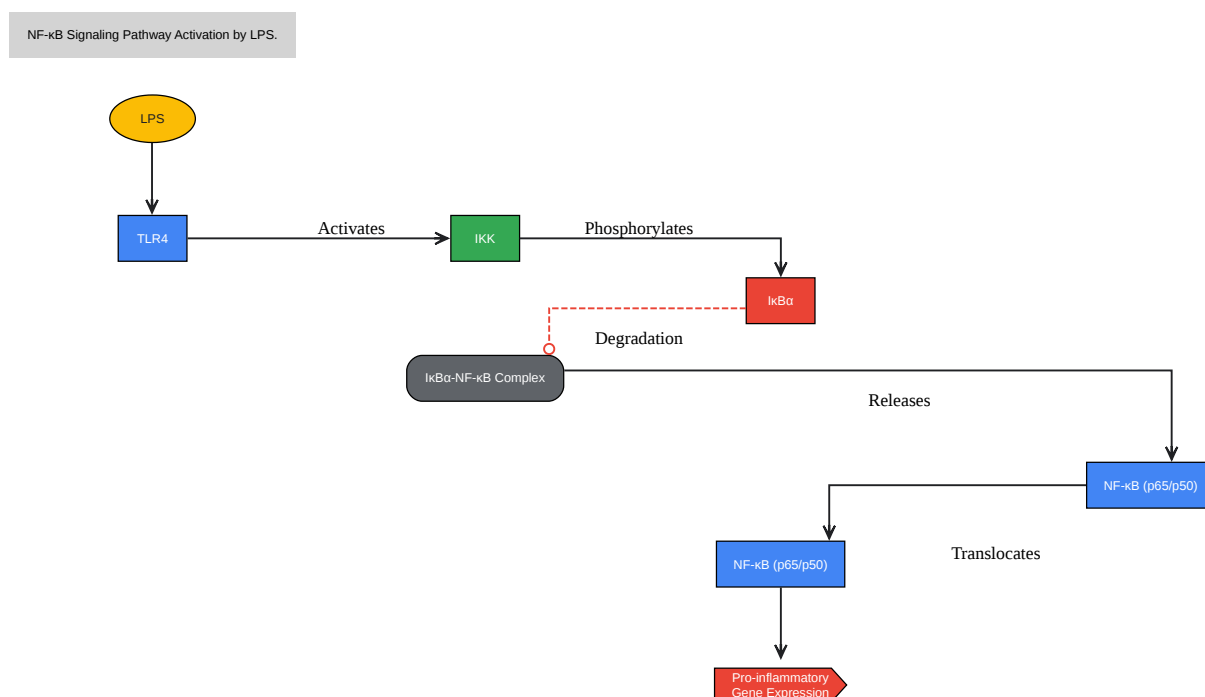 NF-κB Signaling Pathway Activation by LPS.
LPS
TLR4
Activates
IKK
Phosphorylates
IκBα
Degradation
IκBα-NF-κB Complex
Releases
NF-κB (p65/p50)
Translocates
NF-κB (p65/p50)
Pro-inflammatory
Gene Expression